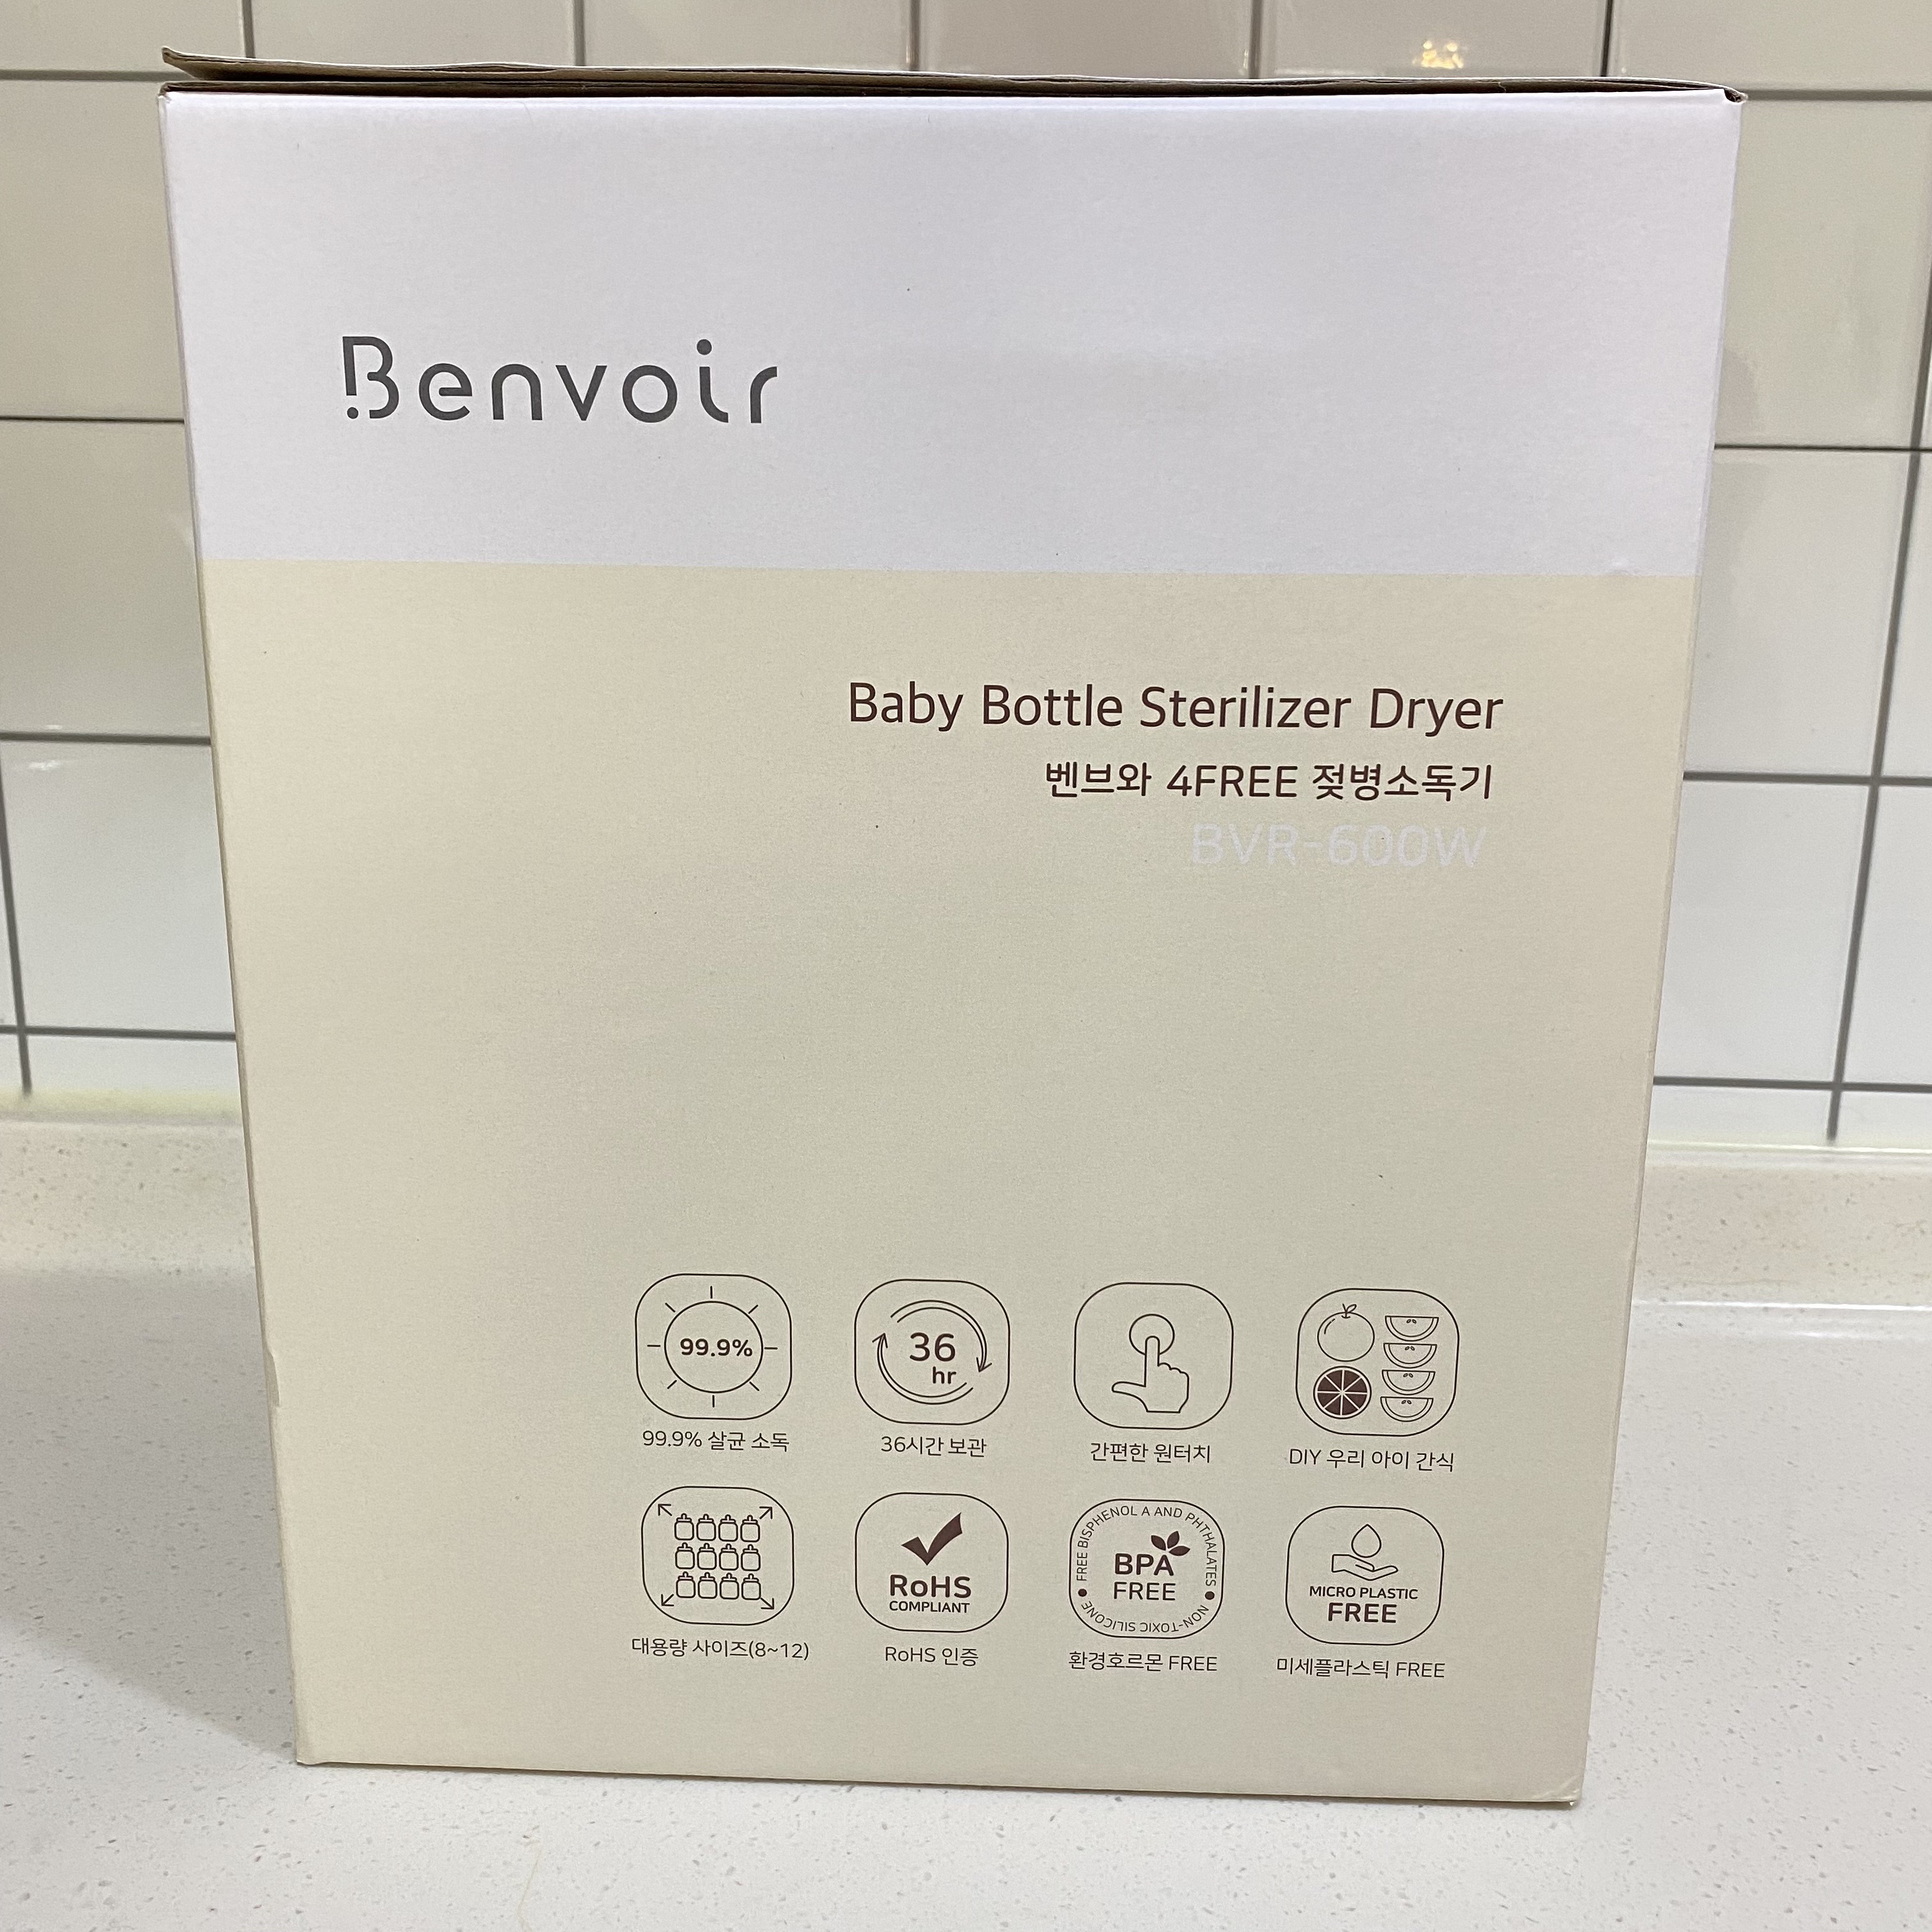 Benvoir
Baby Bottle Sterilizer Dryer
벤브와 4FREE 젖병소독기
BVR-600W
99.9%
36
hr
99.9% 살균 소독
36시간 보관
간편한 원터치
DIY 우리 아이 간식
RoHS
COMPLIANT
FREE BISPHENOL A AND PHTHALATES
BPA
FREE
NON-TOXIC SILICONE
MICRO PLASTIC
FREE
대용량 사이즈(8~12)
RoHS 인증
환경호르몬 FREE
미세플라스틱 FREE